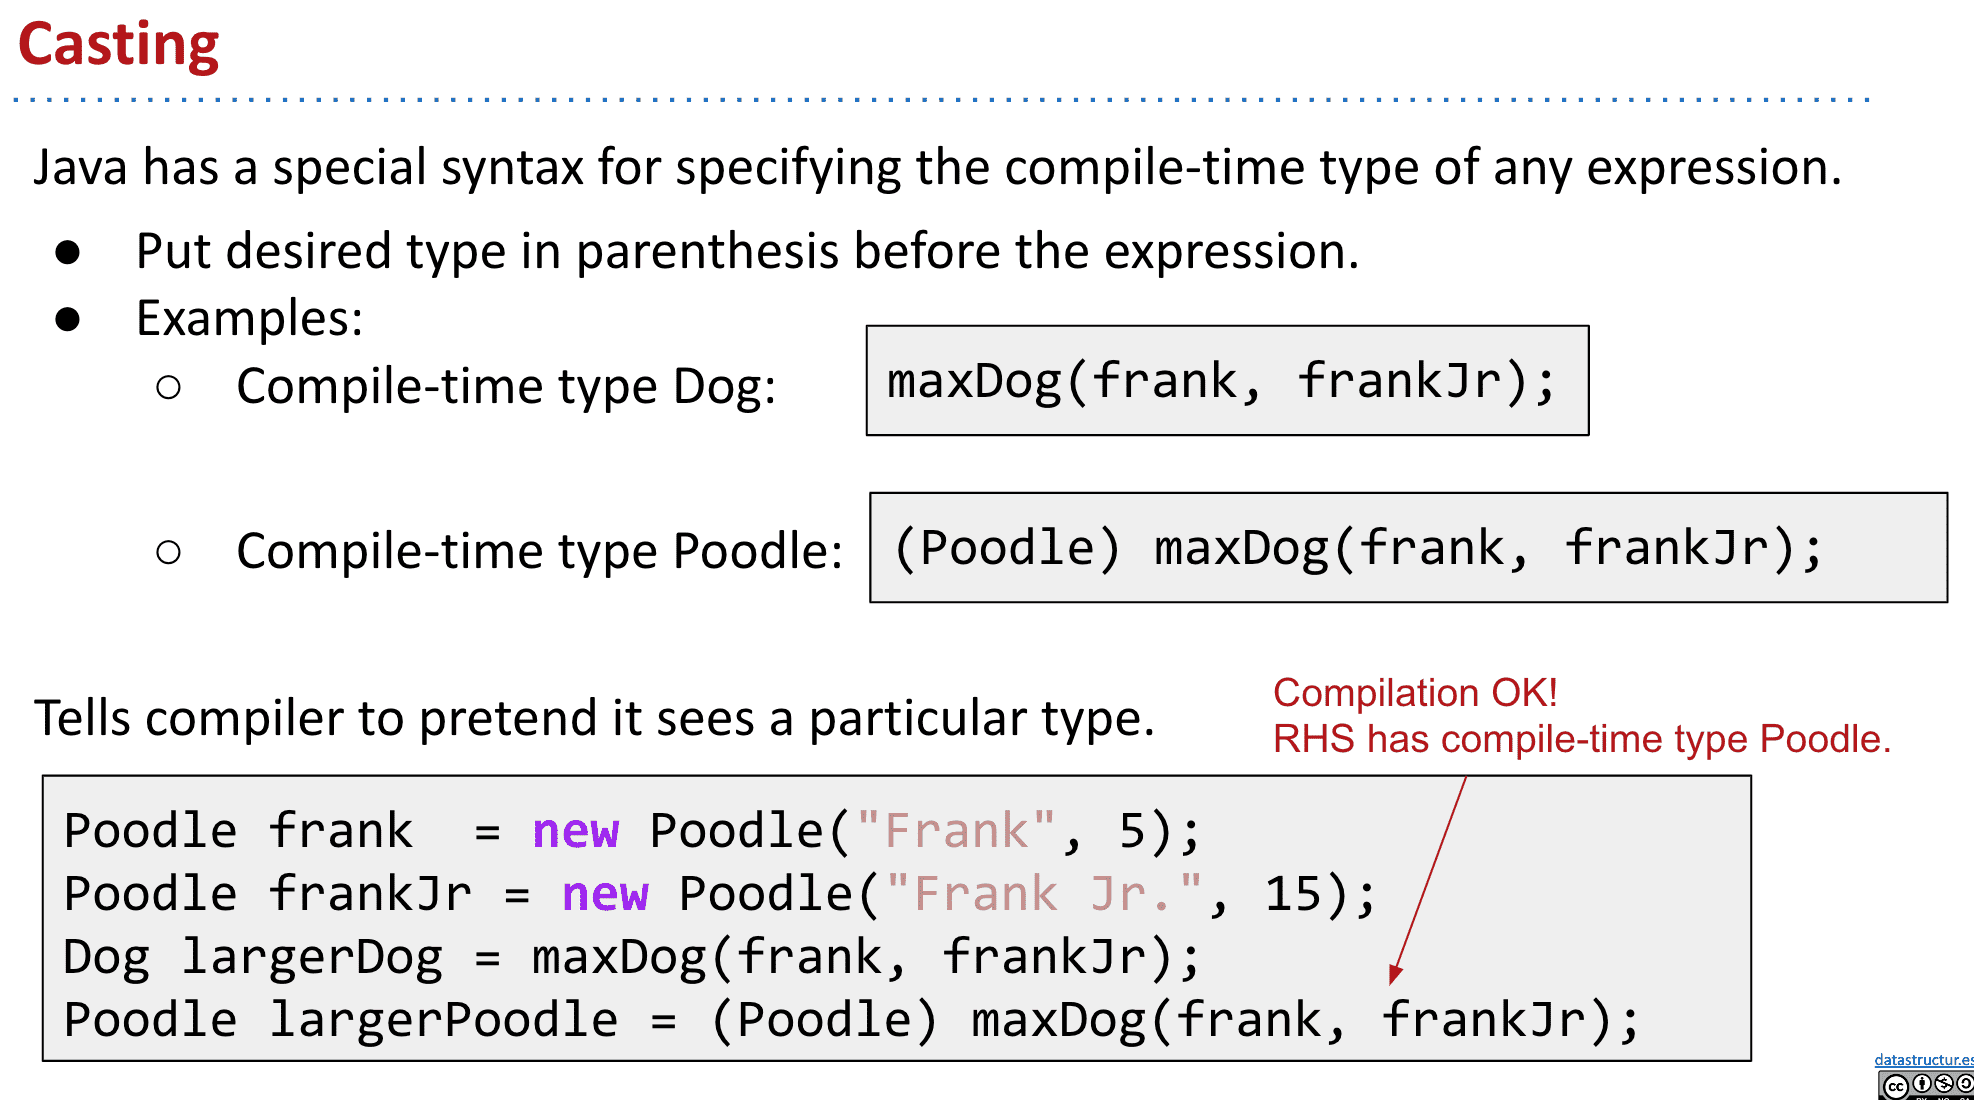 Casting
Java has a special syntax for specifying the compile-time type of any expression.
● Put desired type in parenthesis before the expression.
● Examples:
○ Compile-time type Dog:
maxDog(frank, frankJr);
○ Compile-time type Poodle:
(Poodle) maxDog(frank, frankJr);
Tells compiler to pretend it sees a particular type.
Compilation OK!
RHS has compile-time type Poodle.
Poodle frank  = new Poodle("Frank", 5);
Poodle frankJr = new Poodle("Frank Jr.", 15);
Dog largerDog = maxDog(frank, frankJr);
Poodle largerPoodle = (Poodle) maxDog(frank, frankJr);
datastructur.es
cc